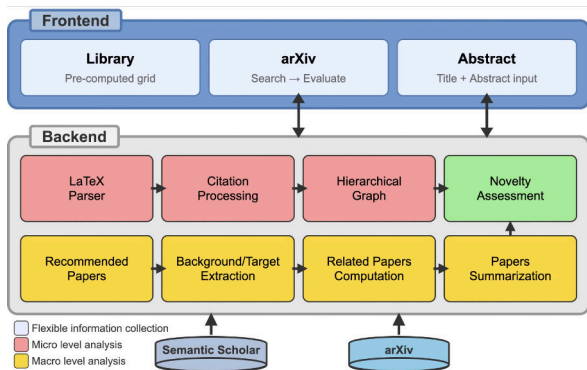 Frontend
Library
Pre-computed grid
arXiv
Search → Evaluate
Abstract
Title + Abstract input
Backend
LaTeX
Parser
Citation
Processing
Hierarchical
Graph
Novelty
Assessment
Recommended
Papers
Background/Target
Extraction
Related Papers
Computation
Papers
Summarization
Flexible information collection
Micro level analysis
Macro level analysis
Semantic Scholar
arXiv